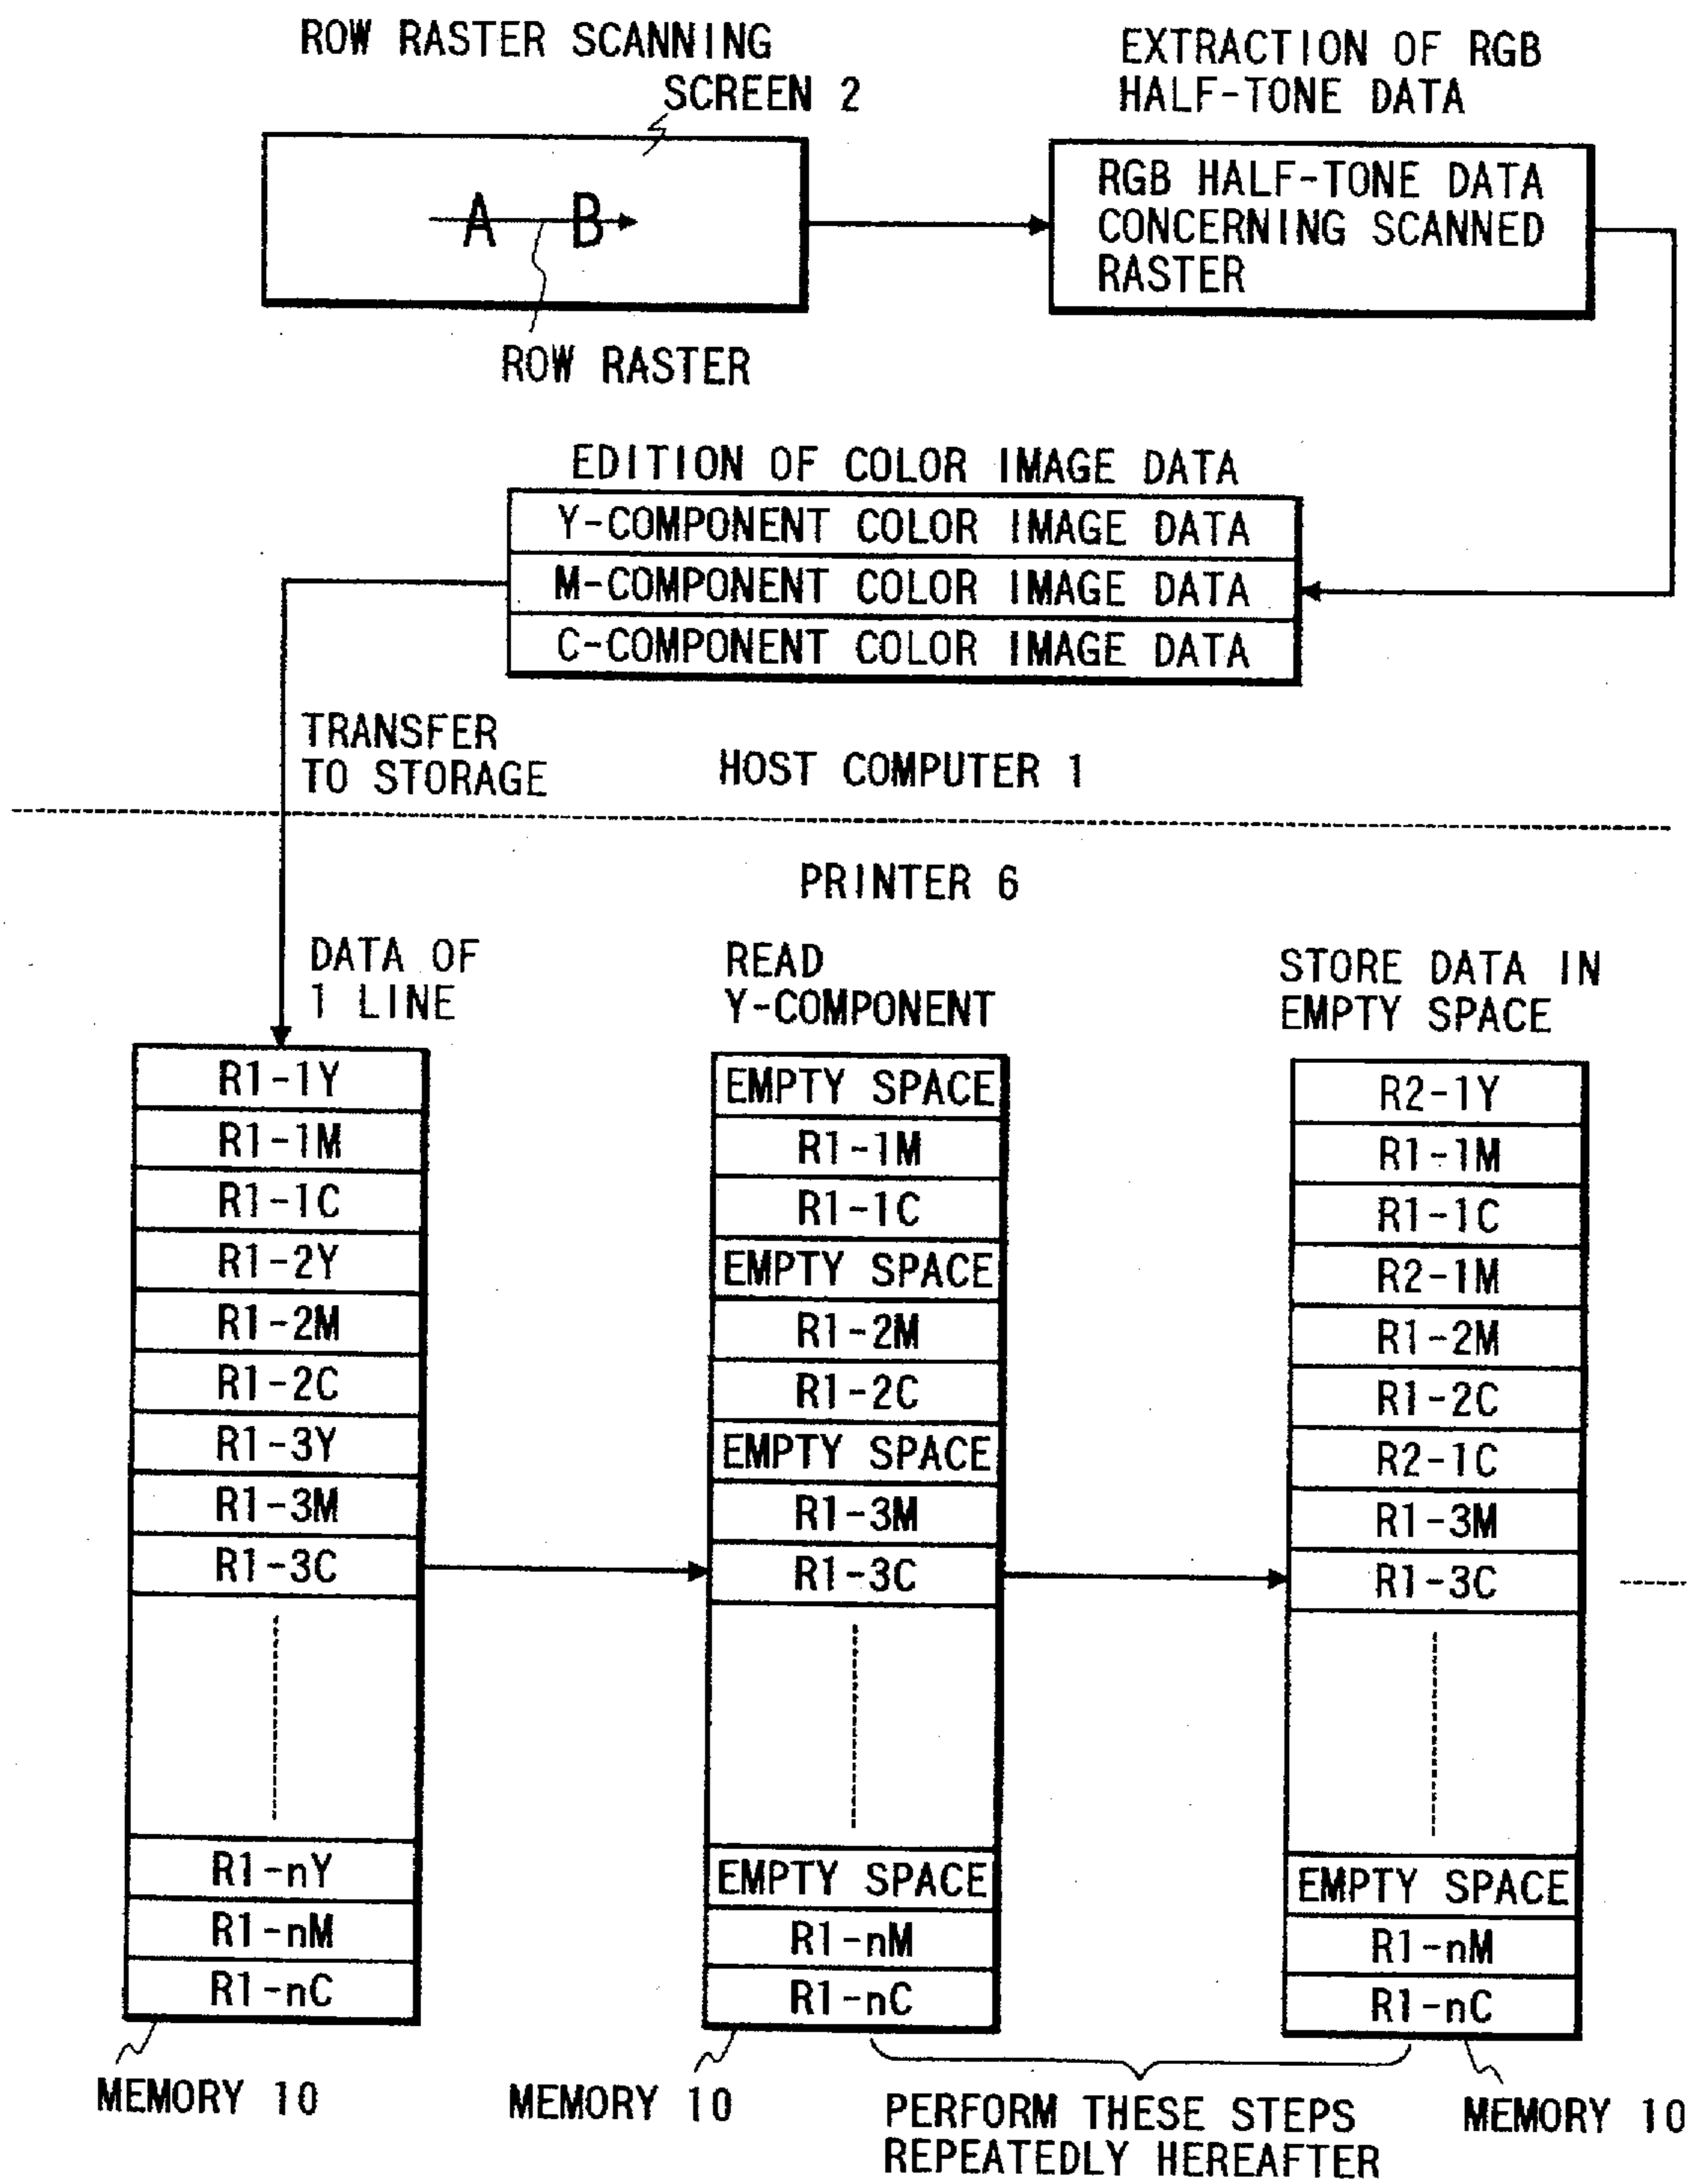 ROW RASTER SCANNING
SCREEN 2
A B
ROW RASTER
EXTRACTION OF RGB
HALF-TONE DATA
RGB HALF-TONE DATA
CONCERNING SCANNED
RASTER
EDITION OF COLOR IMAGE DATA
Y-COMPONENT COLOR IMAGE DATA
M-COMPONENT COLOR IMAGE DATA
C-COMPONENT COLOR IMAGE DATA
TRANSFER
TO STORAGE
HOST COMPUTER 1
PRINTER 6
DATA OF
1 LINE
R1-1Y
R1-1M
R1-1C
R1-2Y
R1-2M
R1-2C
R1-3Y
R1-3M
R1-3C
R1-nY
R1-nM
R1-nC
MEMORY 10
READ
Y-COMPONENT
EMPTY SPACE
R1-1M
R1-1C
EMPTY SPACE
R1-2M
R1-2C
EMPTY SPACE
R1-3M
R1-3C
EMPTY SPACE
R1-nM
R1-nC
MEMORY 10
STORE DATA IN
EMPTY SPACE
R2-1Y
R1-1M
R1-1C
R2-1M
R1-2M
R1-2C
R2-1C
R1-3M
R1-3C
EMPTY SPACE
R1-nM
R1-nC
MEMORY 10
PERFORM THESE STEPS
REPEATEDLY HEREAFTER